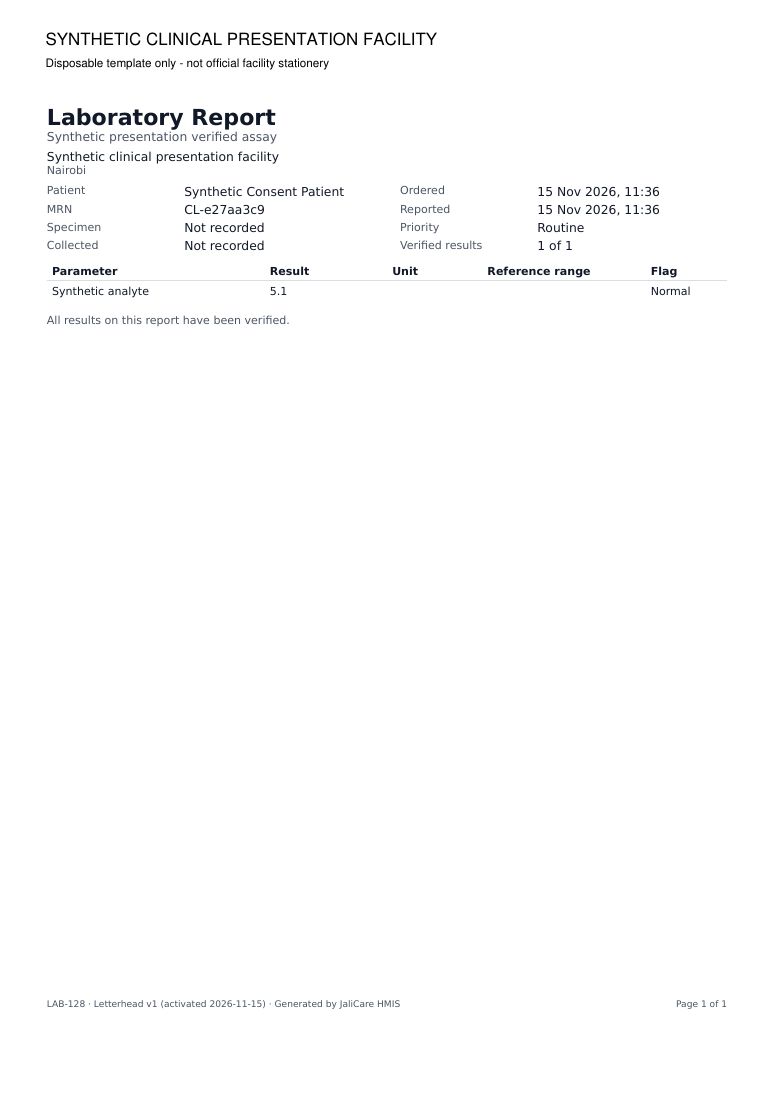 SYNTHETIC CLINICAL PRESENTATION FACILITY
Disposable template only - not official facility stationery
Laboratory Report
Synthetic presentation verified assay
Synthetic clinical presentation facility
Nairobi
Patient Synthetic Consent Patient Ordered 15 Nov 2026, 11:36
MRN CL-e27aa3c9 Reported 15 Nov 2026, 11:36
Specimen Not recorded Priority Routine
Collected Not recorded Verified results 1 of 1
Parameter Result Unit Reference range Flag
Synthetic analyte 5.1 Normal
All results on this report have been verified.
LAB-128 · Letterhead v1 (activated 2026-11-15) · Generated by JaliCare HMIS Page 1 of 1